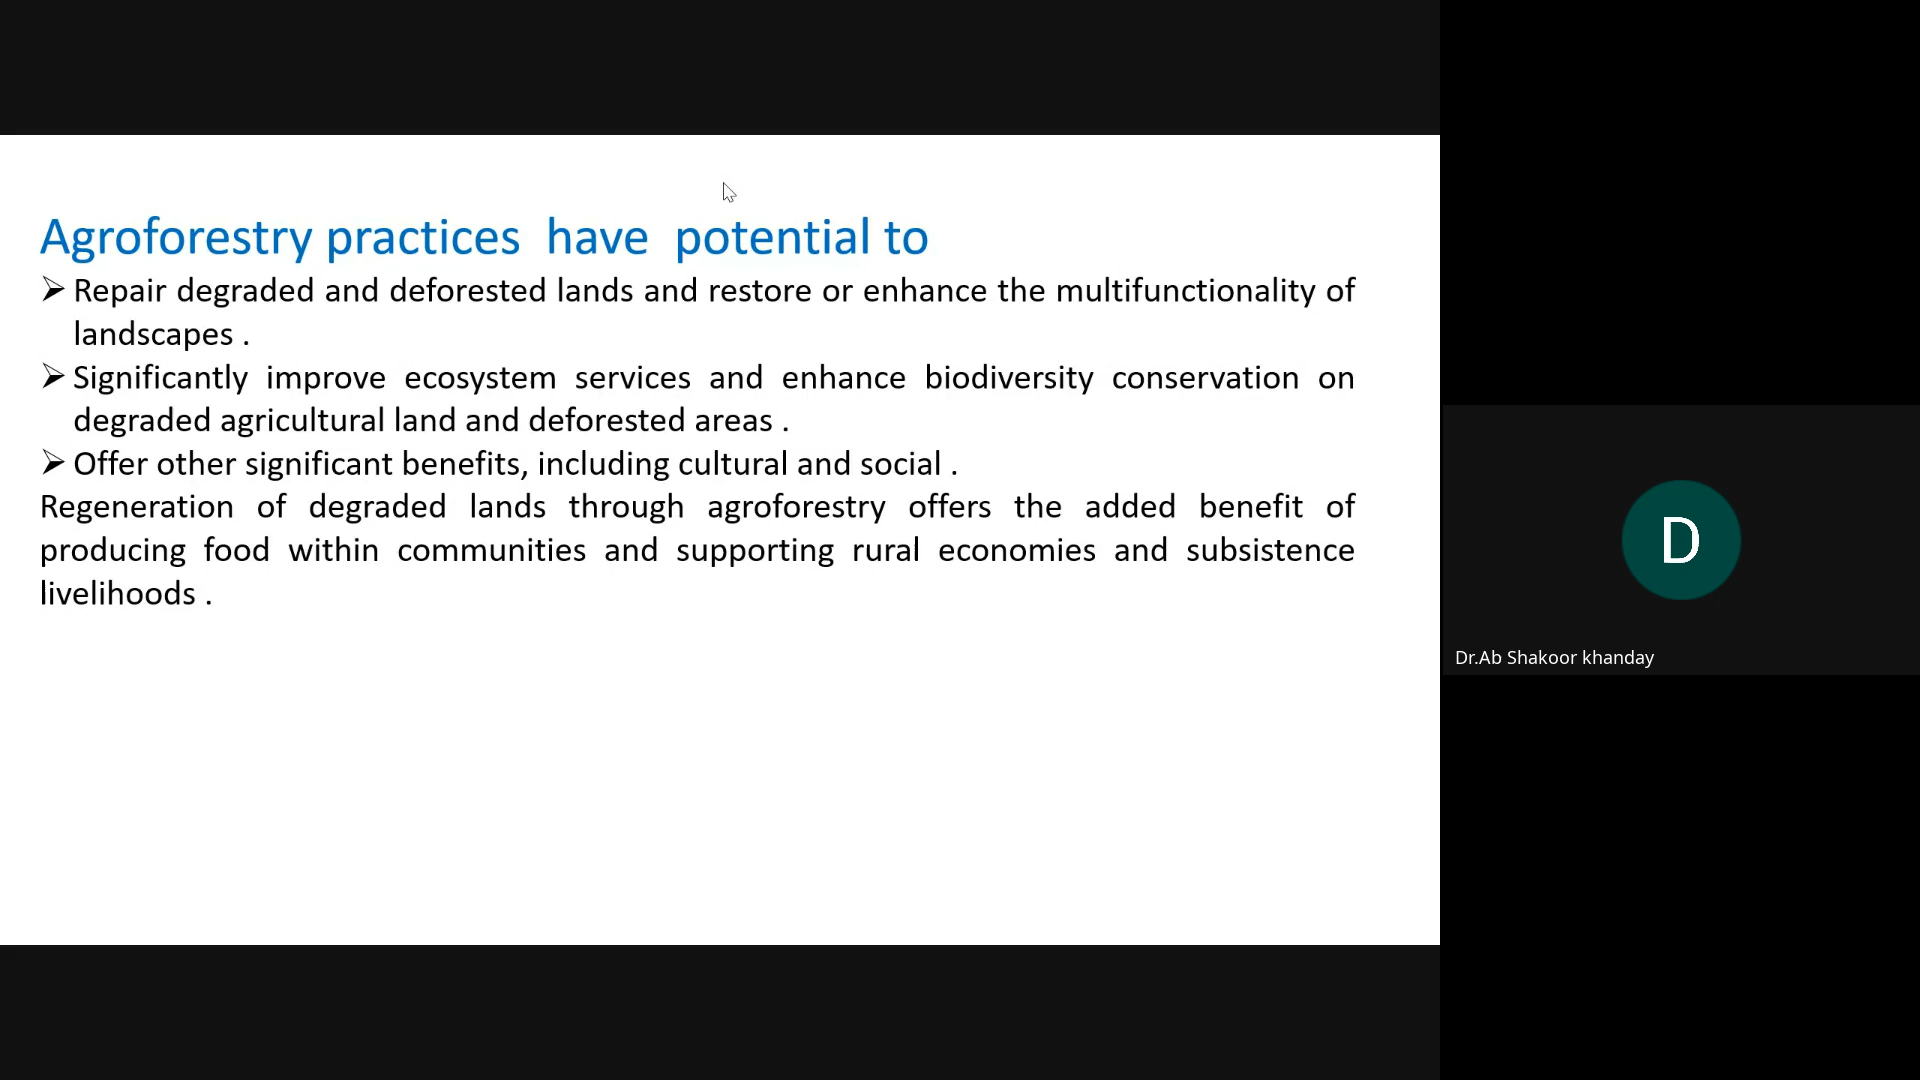 Agroforestry practices  have  potential to
➢ Repair degraded and deforested lands and restore or enhance the multifunctionality of
landscapes .
➢ Significantly improve ecosystem services and enhance biodiversity conservation on
degraded agricultural land and deforested areas .
➢ Offer other significant benefits, including cultural and social .
Regeneration of degraded lands through agroforestry offers the added benefit of
producing food within communities and supporting rural economies and subsistence
livelihoods .
D
Dr.Ab Shakoor khanday